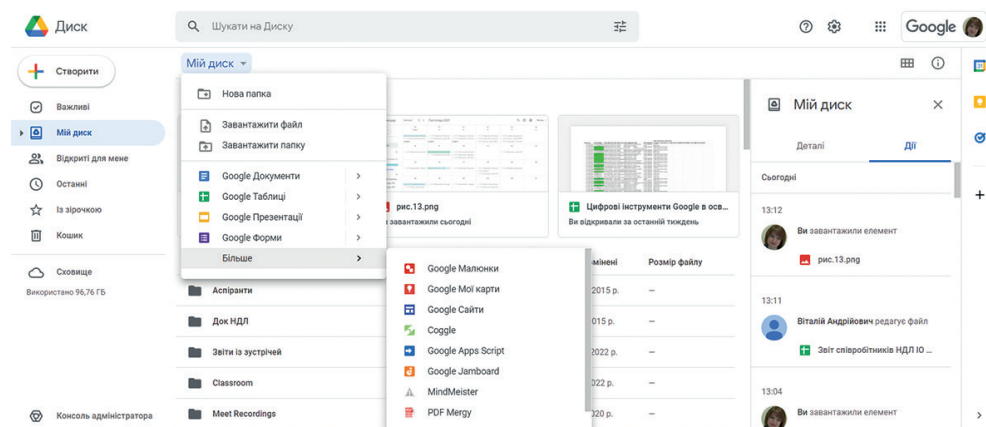 Диск
Шукати на Диску
Google
Створити
Важливі
Мій диск
Відкриті для мене
Останні
Із зірочкою
Кошик
Сховище
Використано 96,76 ГБ
Консоль адміністратора
Мій диск
Нова папка
Завантажити файл
Завантажити папку
Google Документи
Google Таблиці
Google Презентації
Google Форми
Більше
Google Малюнки
Google Мої карти
Google Сайти
Coggle
Google Apps Script
Google Jamboard
MindMeister
PDF Mergy
рис.13.png
завантажили сьогодні
Цифрові інструменти Google в осв...
Ви відкривали за останній тиждень
Розмір файлу
Аспіранти
2015 р. –
Док НДЛ
015 р. –
Звіти із зустрічей
2022 р. –
Classroom
022 р. –
Meet Recordings
020 р. –
Мій диск
Деталі
Дії
Сьогодні
13:12
Ви завантажили елемент
рис.13.png
13:11
Віталій Андрійович редагує файл
Звіт співробітників НДЛ ІО ...
13:04
Ви завантажили елемент